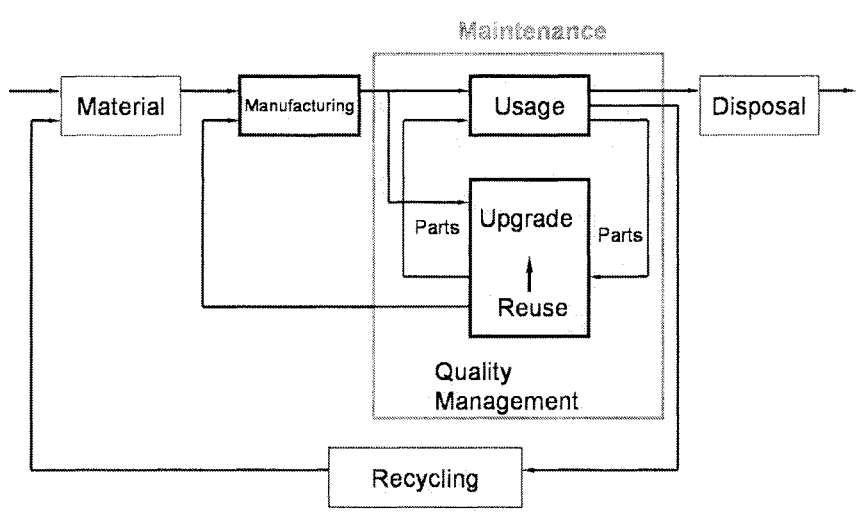 Maintenance
Material
Manufacturing
Usage
Disposal
Parts
Upgrade
Parts
Reuse
Quality
Management
Recycling